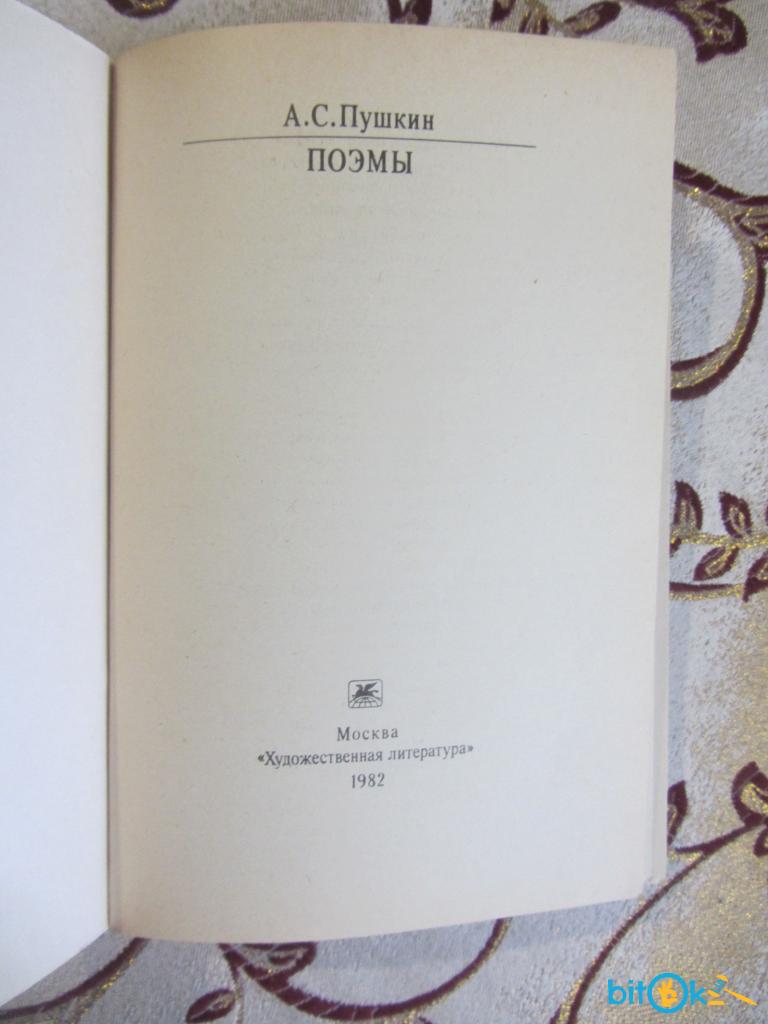 А.С.Пушкин
ПОЭМЫ
Москва
«Художественная литература»
1982
bitOk